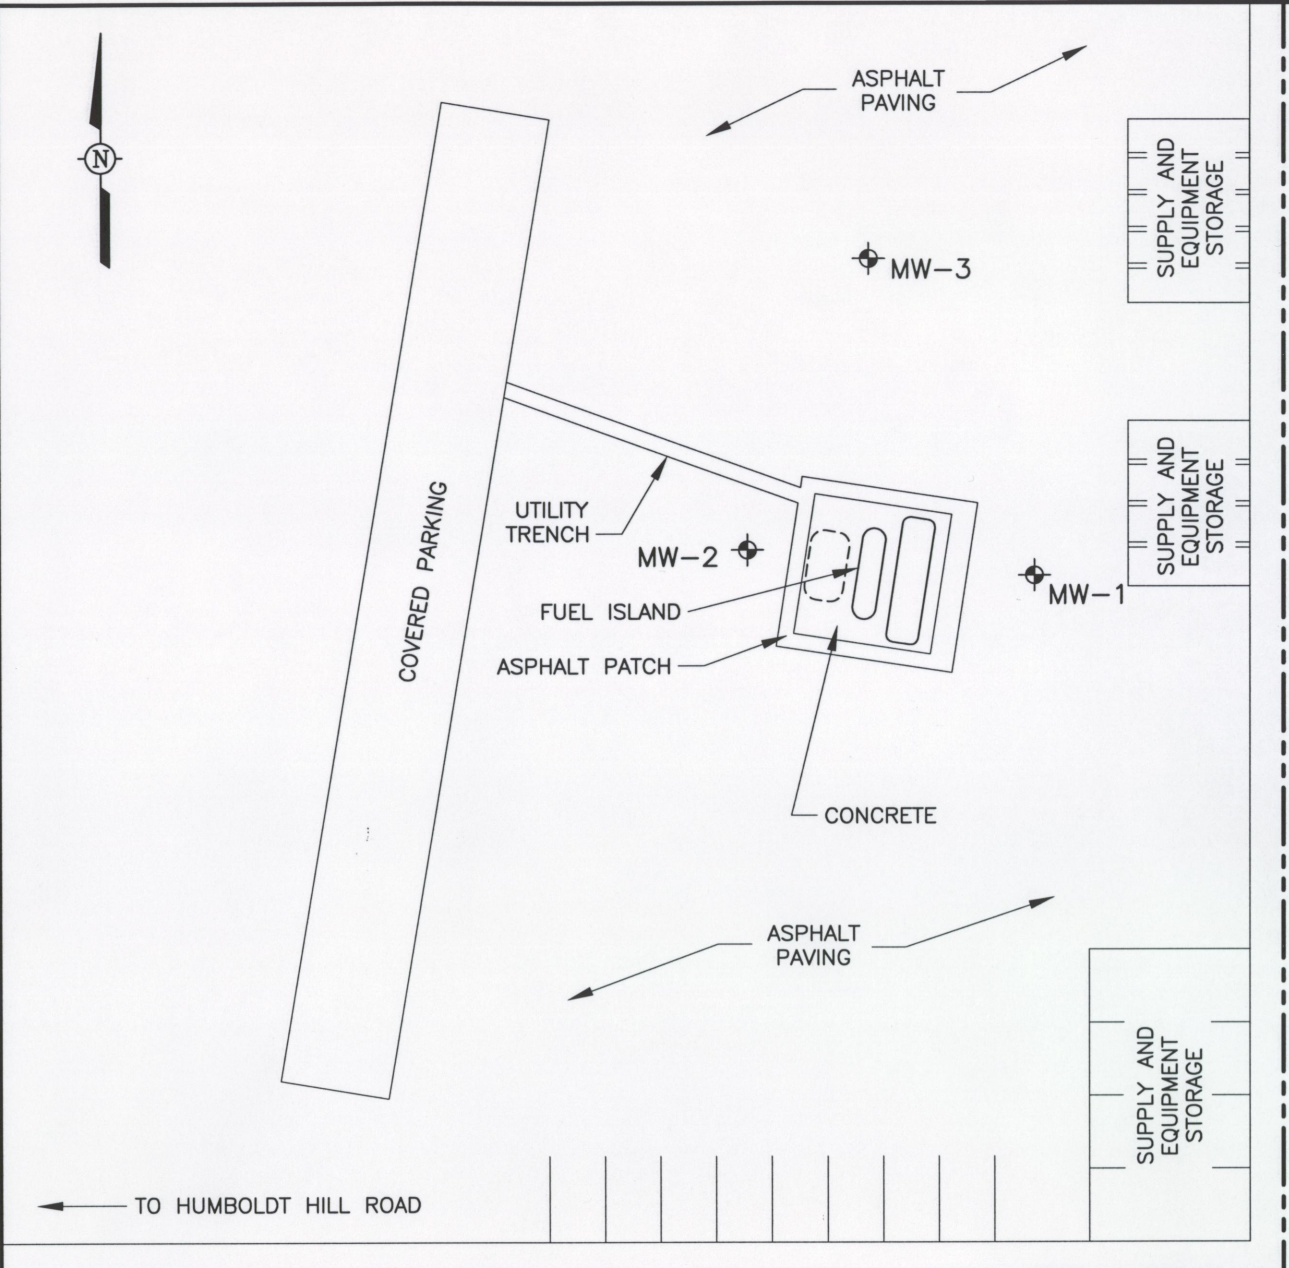 ASPHALT
PAVING
N
SUPPLY AND
EQUIPMENT
STORAGE
MW-3
SUPPLY AND
EQUIPMENT
STORAGE
COVERED PARKING
UTILITY
TRENCH
MW-2
MW-1
FUEL ISLAND
ASPHALT PATCH
CONCRETE
ASPHALT
PAVING
SUPPLY AND
EQUIPMENT
STORAGE
TO HUMBOLDT HILL ROAD